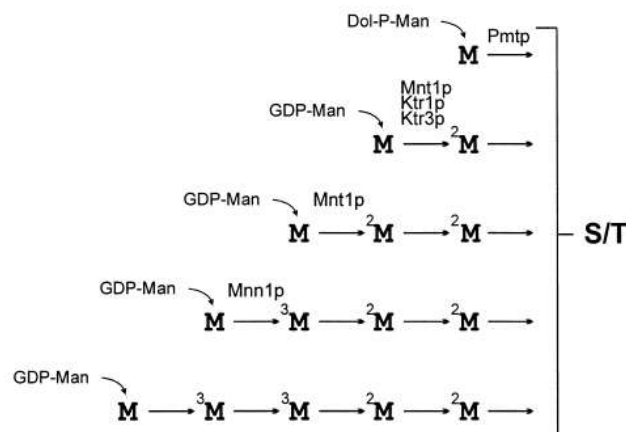 Dol-P-Man
Pmtp
M
Mnt1p
Ktr1p
Ktr3p
GDP-Man
M 2M
Mnt1p
GDP-Man
M 2M 2M
S/T
Mnn1p
GDP-Man
M 3M 2M 2M
GDP-Man
M 3M 3M 2M 2M